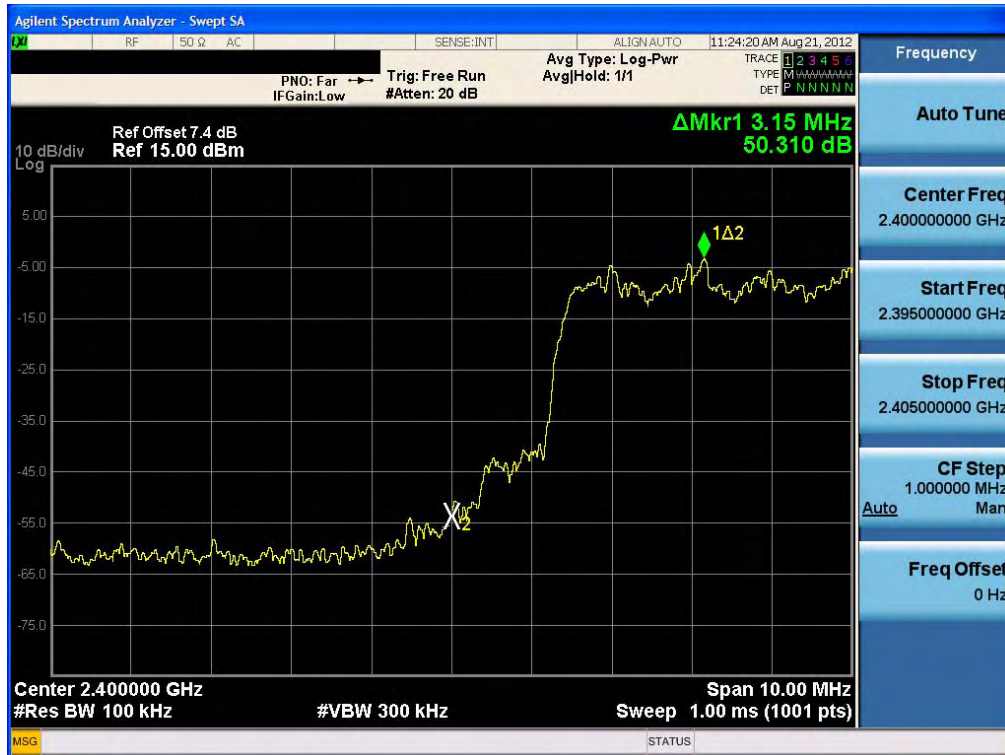 Agilent Spectrum Analyzer - Swept SA
LXI RF 50 Ω AC SENSE:INT ALIGNAUTO 11:24:20 AM Aug 21, 2012
Frequency
PNO: Far
IFGain:Low
Trig: Free Run
#Atten: 20 dB
Avg Type: Log-Pwr
Avg|Hold: 1/1
TRACE 1 2 3 4 5 6
TYPE M
DET P N N N N N
Auto Tune
ΔMkr1 3.15 MHz
50.310 dB
Ref Offset 7.4 dB
Ref 15.00 dBm
10 dB/div
Log
5.00
-5.00
-15.0
-25.0
-35.0
-45.0
-55.0
-65.0
-75.0
1Δ2
2
Center Freq
2.400000000 GHz
Start Freq
2.395000000 GHz
Stop Freq
2.405000000 GHz
CF Step
1.000000 MHz
Auto Man
Freq Offset
0 Hz
Center 2.400000 GHz Span 10.00 MHz
#Res BW 100 kHz #VBW 300 kHz Sweep 1.00 ms (1001 pts)
MSG STATUS